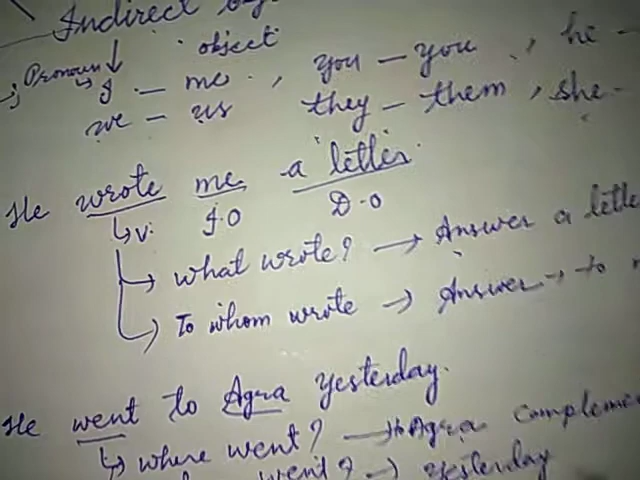 Indirect
Pronoun object
I - me , you - you , he -
we - us they - them , she -
He wrote me a letter.
V. I.O D.O
what wrote? → Answer a lette
To whom wrote → Answer → to
He went to Agra yesterday.
where went? → Agra Compleme
went? → yesterday